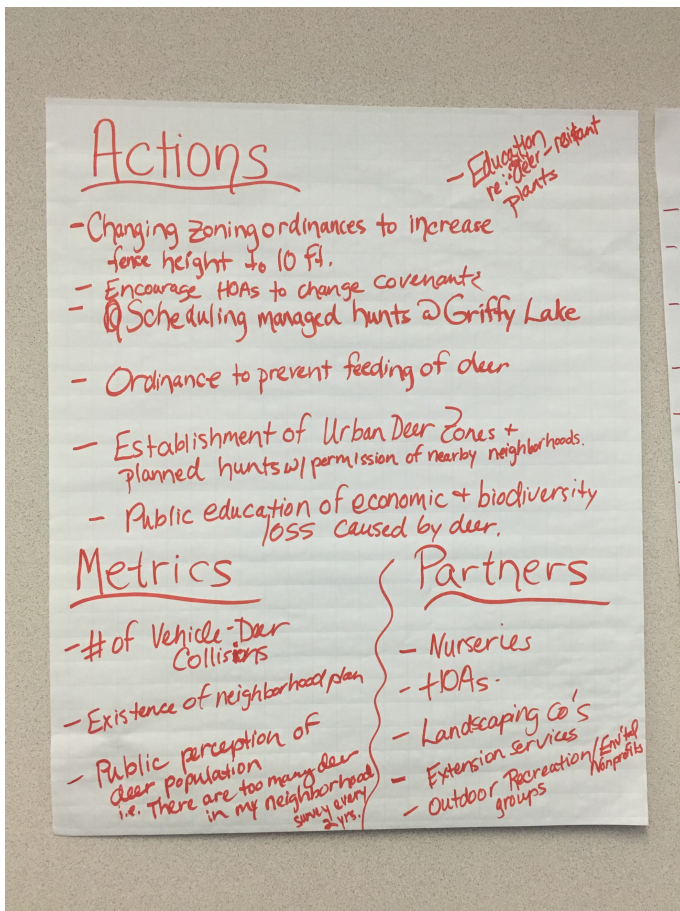 Actions
- Education
re: deer-resitant
plants
- Changing zoning ordinances to increase
fense height to 10 ft.
- Encourage HOAs to change covenants
- Scheduling managed hunts @ Griffy Lake
- Ordinance to prevent feeding of deer
- Establishment of Urban Deer Zones +
planned hunts w/ permission of nearby neighborhoods.
- Public education of economic + biodiversity
loss caused by deer.
Metrics
- # of Vehicle-Deer
Collisions
- Existence of neighborhood plan
- Public perception of
deer population
i.e. There are too many deer
in my neighborhood
survey every
2 yrs.
Partners
- Nurseries
- HOAs.
- Landscaping Co's
- Extension Services
- Outdoor Recreation/Env'tal
groups Nonprofits